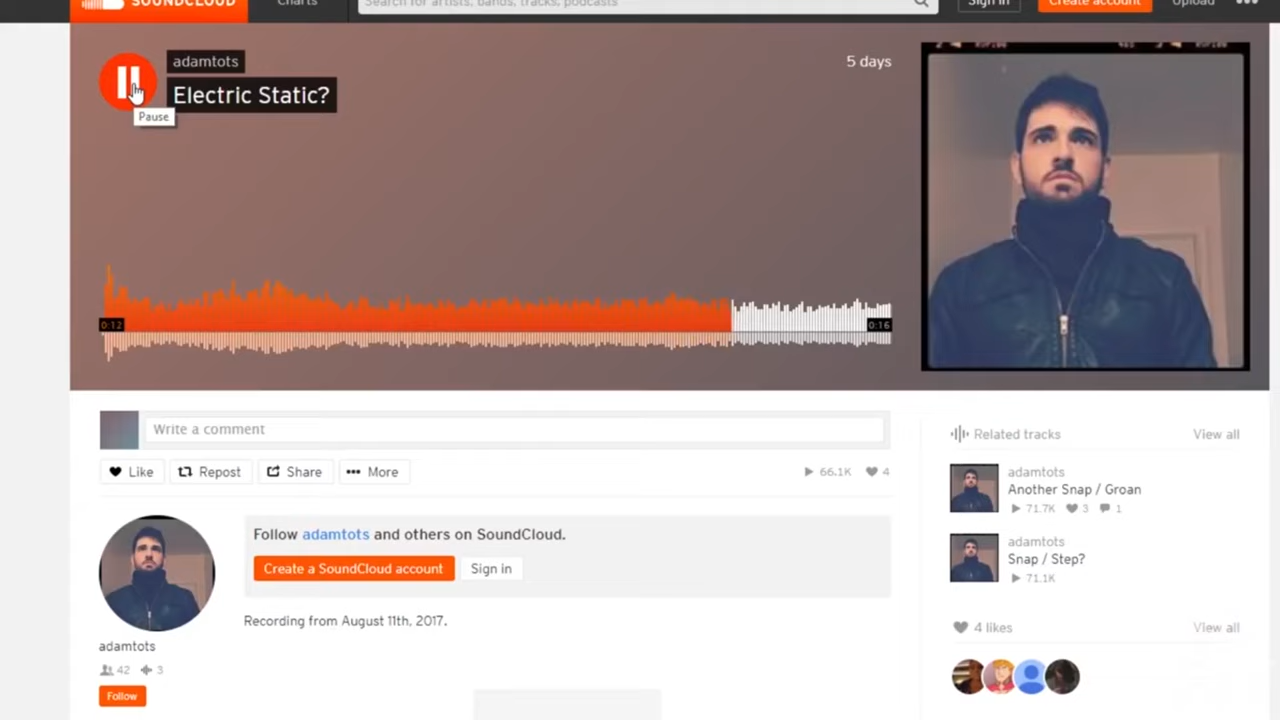 SOUNDCLOUD
Charts
Search for artists, bands, tracks, podcasts
Sign in
Create account
Upload
adamtots
5 days
Electric Static?
Pause
0:12
0:16
Write a comment
Like
Repost
Share
More
66.1K
4
Related tracks
View all
adamtots
Another Snap / Groan
71.7K
3
1
adamtots
Snap / Step?
71.1K
Follow adamtots and others on SoundCloud.
Create a SoundCloud account
Sign in
Recording from August 11th, 2017.
adamtots
42
3
Follow
4 likes
View all